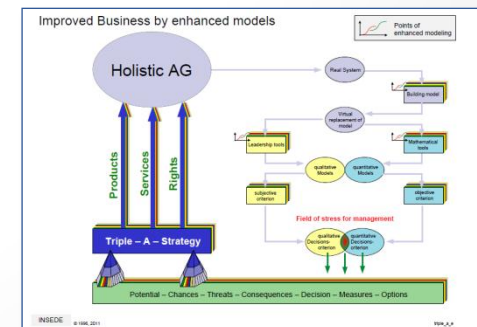 Improved Business by enhanced models
Points of
enhanced modeling
Holistic AG
Real System
Building model
Virtual
replacement of
model
Leadership tools
Mathematical
tools
qualitative
Models
quantitative
Models
subjective
criterion
objective
criterion
Products
Services
Rights
Field of stress for management
qualitative
Decisions-
criterion
quantitative
Decisions-
criterion
Triple – A – Strategy
Potential – Chances – Threats – Consequences – Decision – Measures – Options
INSEDE
© 1996, 2011